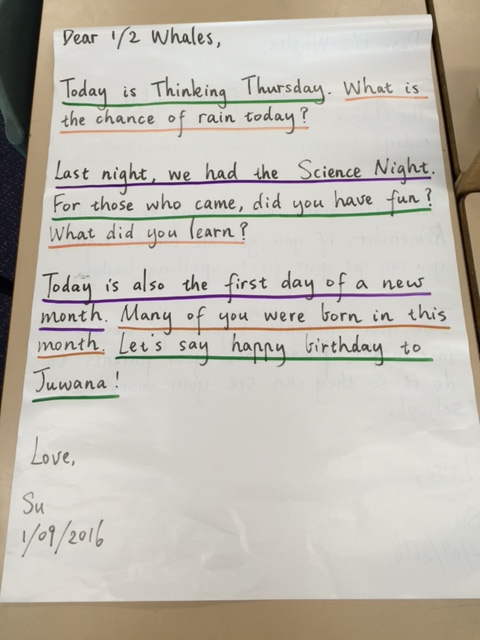 Dear 1/2 Whales,
Today is Thinking Thursday. What is
the chance of rain today?
Last night, we had the Science Night.
For those who came, did you have fun?
What did you learn?
Today is also the first day of a new
month. Many of you were born in this
month. Let's say happy birthday to
Juwana!
Love,
Su
1/09/2016